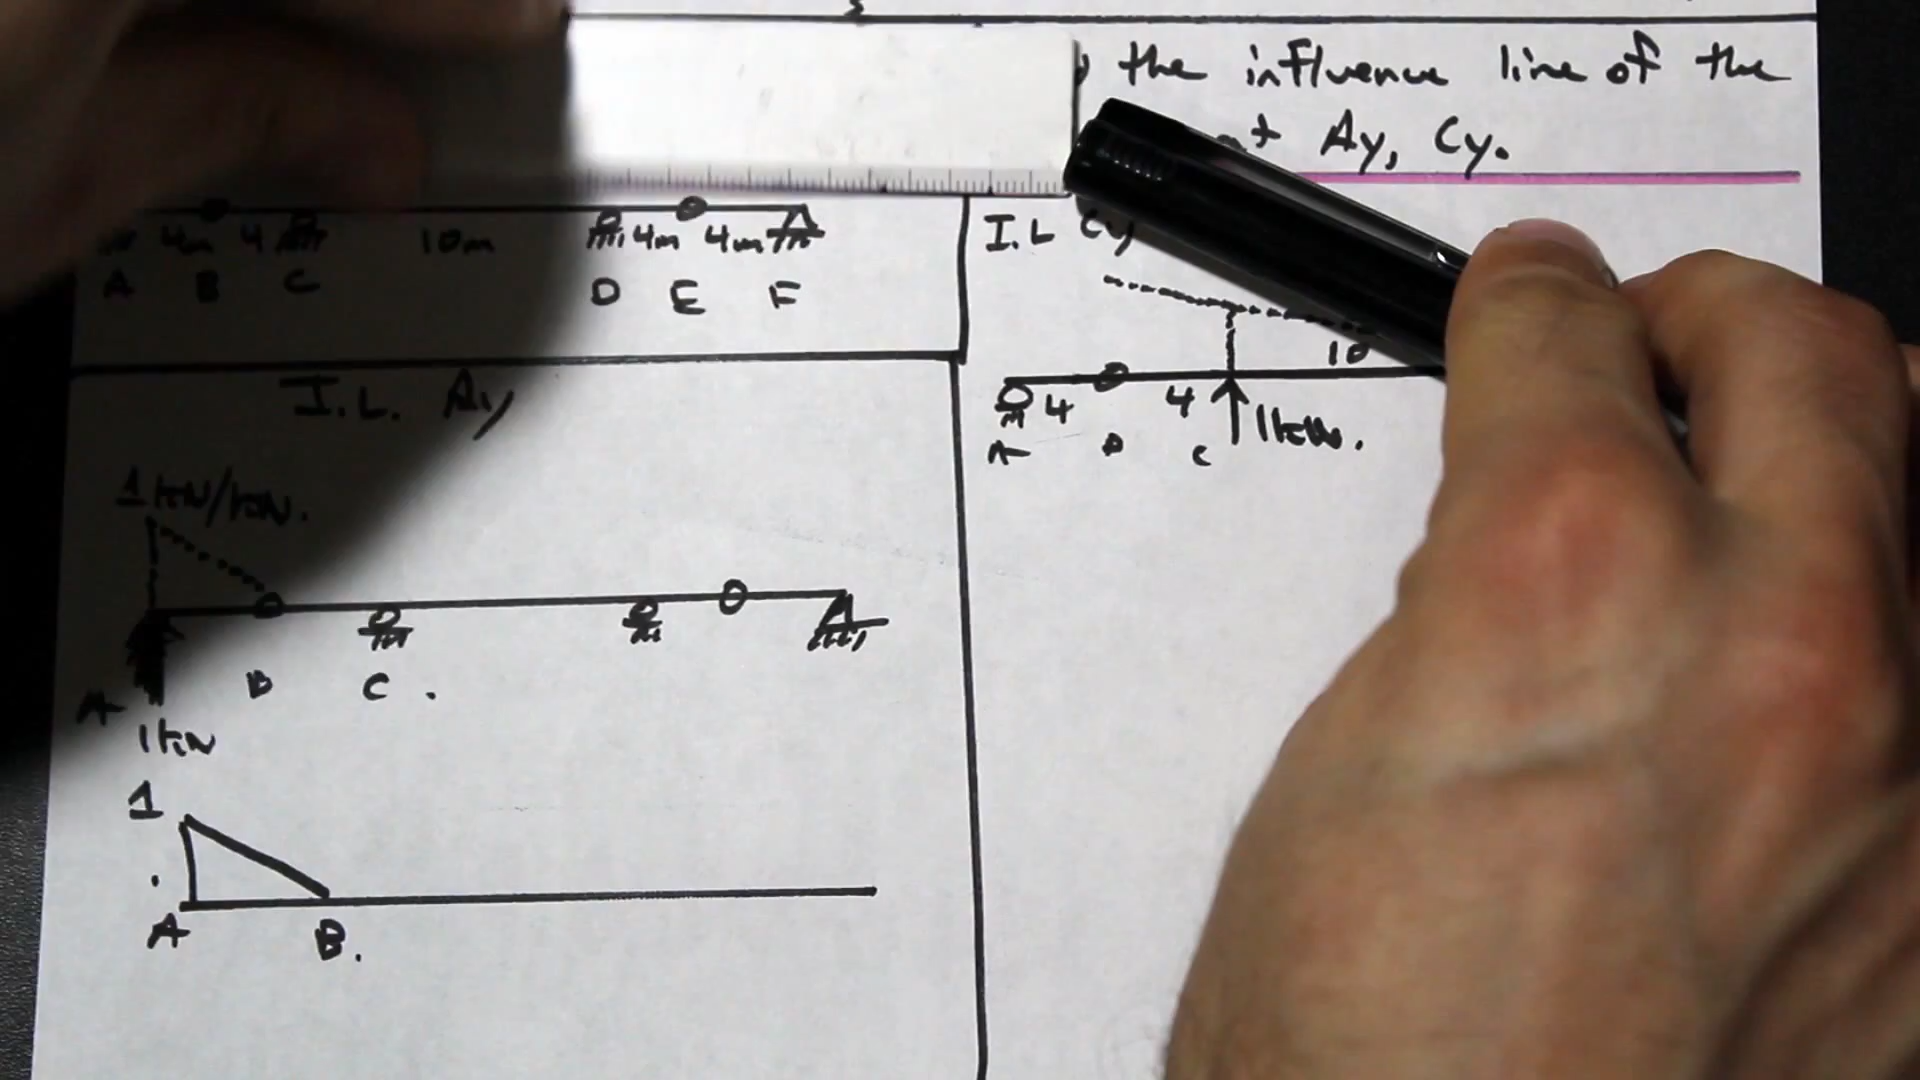 the influence line of the
at Ay, Cy.
4m 4 10m 4m 4m
A B C D E F
I.L. Ay
1kN/kN.
A B C .
1kN
1
A B.
I.L Cy
10
4 4 1kN.
A B C